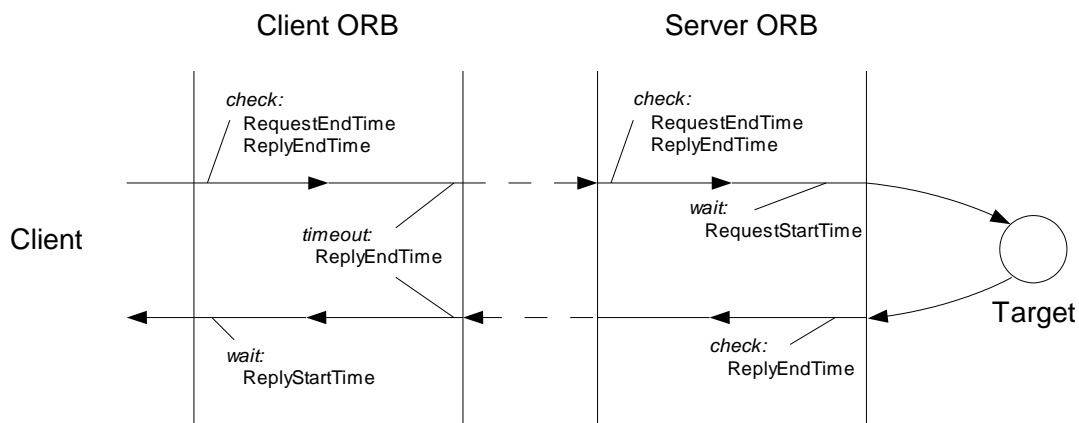 Client ORB
Server ORB
check:
RequestEndTime
ReplyEndTime
check:
RequestEndTime
ReplyEndTime
wait:
RequestStartTime
Client
timeout:
ReplyEndTime
Target
wait:
ReplyStartTime
check:
ReplyEndTime